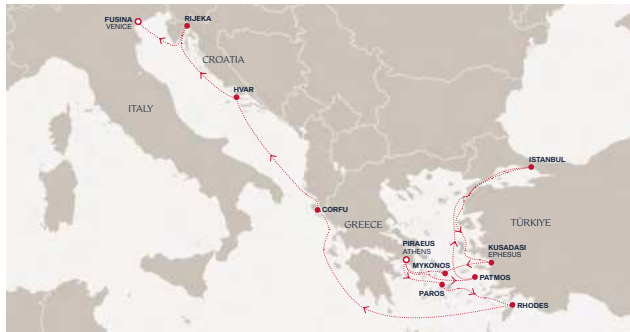 FUSINA
VENICE
RIJEKA
CROATIA
HVAR
ITALY
ISTANBUL
CORFU
GREECE
TÜRKIYE
PIRAEUS
ATHENS
KUSADASI
EPHESUS
MYKONOS
PATMOS
PAROS
RHODES